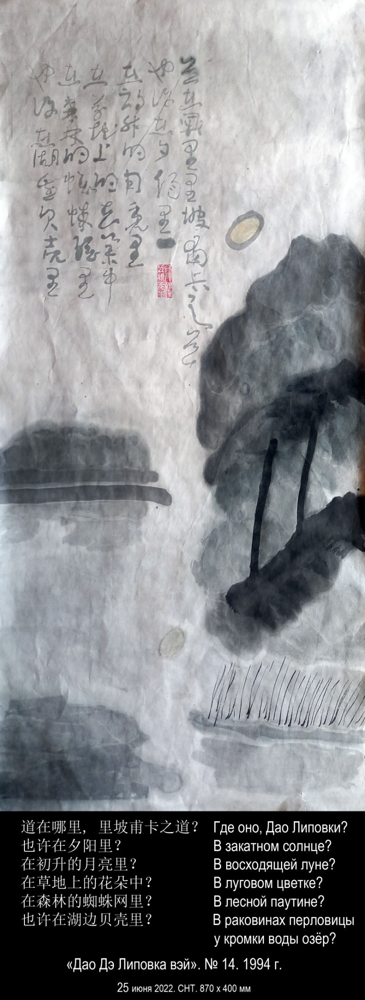 道在哪里里坡甫卡之道
也许在夕阳里
在初升的月亮里
在草地上的花朵中
在森林的蜘蛛网里
也许在湖边贝壳里
道在哪里，里坡甫卡之道？
也许在夕阳里？
在初升的月亮里？
在草地上的花朵中？
在森林的蜘蛛网里？
也许在湖边贝壳里？
Где оно, Дао Липовки?
В закатном солнце?
В восходящей луне?
В луговом цветке?
В лесной паутине?
В раковинах перловицы
у кромки воды озёр?
«Дао Дэ Липовка вэй». № 14. 1994 г.
25 июня 2022. СНТ. 870 x 400 мм